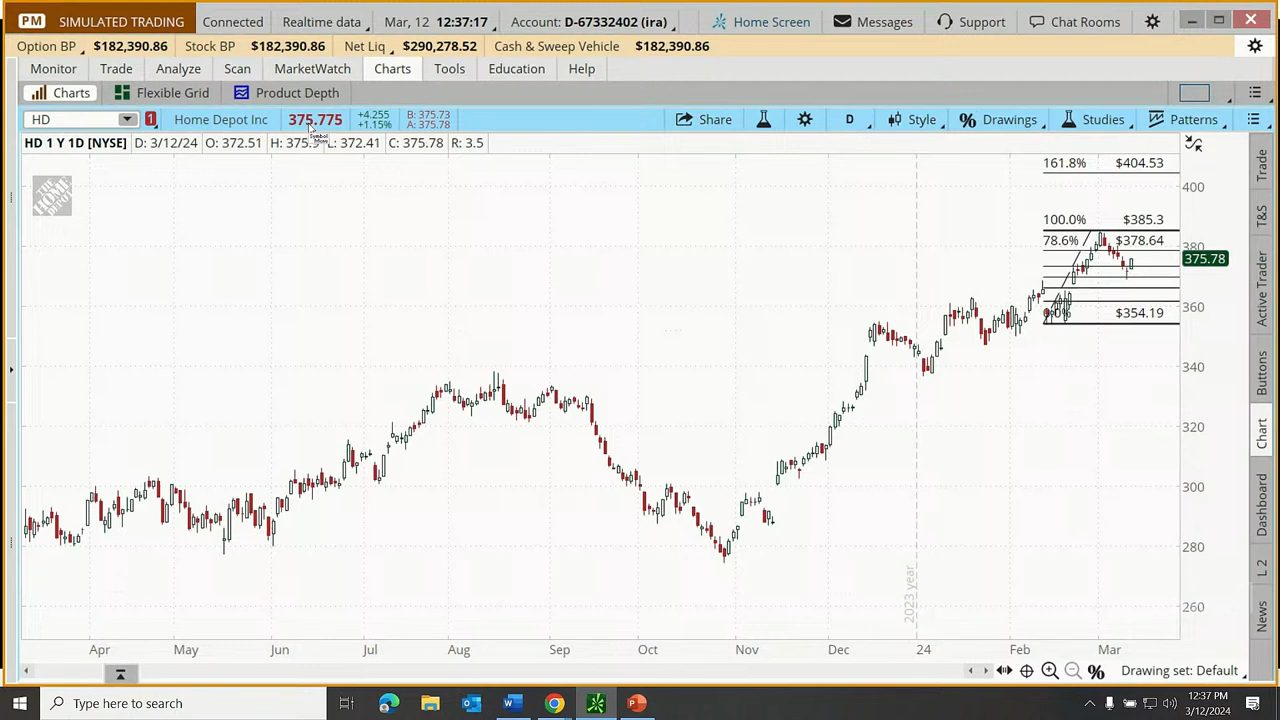 PM SIMULATED TRADING Connected Realtime data Mar, 12 12:37:17 Account: D-67332402 (ira) Home Screen Messages Support Chat Rooms
Option BP $182,390.86 Stock BP $182,390.86 Net Liq $290,278.52 Cash & Sweep Vehicle $182,390.86
Monitor Trade Analyze Scan MarketWatch Charts Tools Education Help
Charts Flexible Grid Product Depth
HD 1 Home Depot Inc 375.775 +4.255 +1.15% B: 375.73 A: 375.78 Share D Style Drawings Studies Patterns
HD 1 Y 1D [NYSE] D: 3/12/24 O: 372.51 L: 372.41 C: 375.78 R: 3.5
THE HOME DEPOT
161.8% $404.53
100.0% $385.3
78.6% $378.64
$354.19
400
380
375.78
360
340
320
300
280
260
2023 year
Apr May Jun Jul Aug Sep Oct Nov Dec 24 Feb Mar
Trade
T&S
Active Trader
Buttons
Chart
Dashboard
L 2
News
Drawing set: Default
Type here to search
12:37 PM
3/12/2024